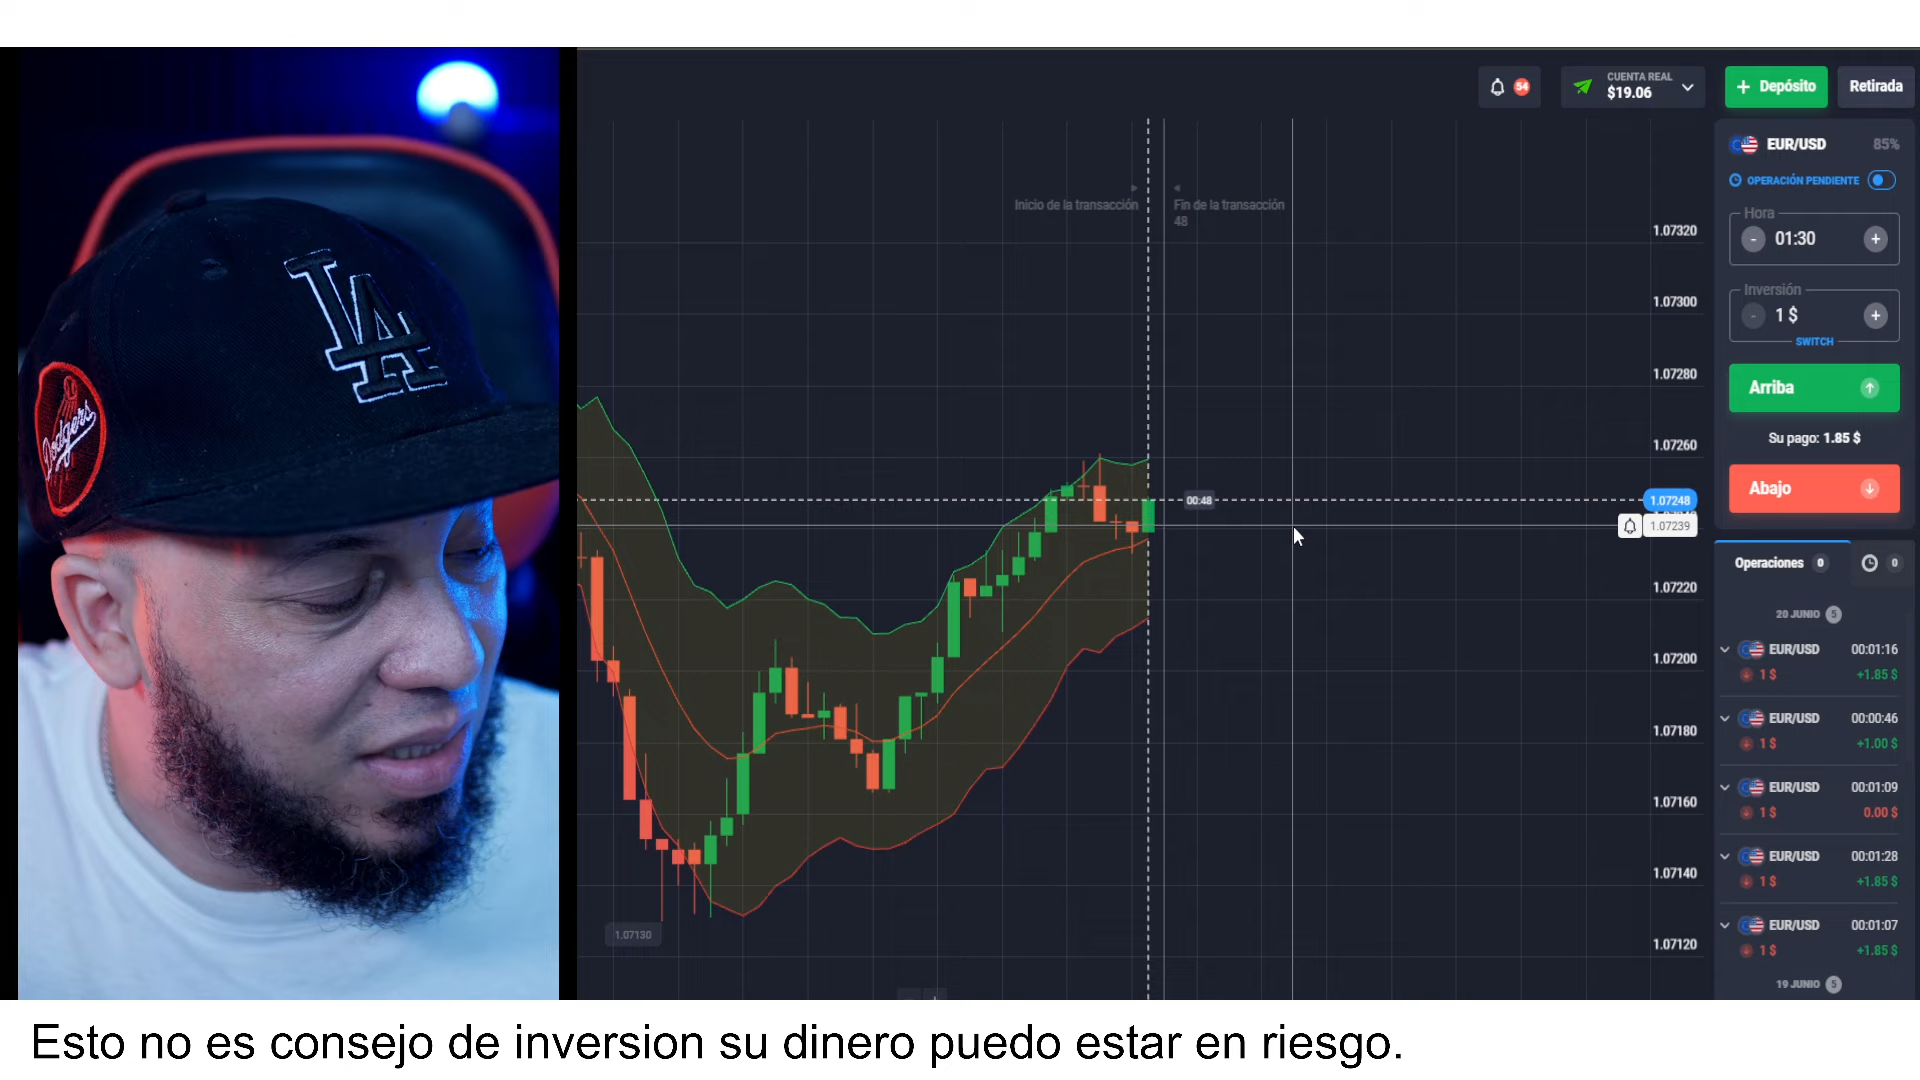 LA
Dodgers
54
CUENTA REAL
$19.06
+ Depósito
Retirada
EUR/USD
85%
OPERACIÓN PENDIENTE
Hora
- 01:30 +
Inversión
- 1 $ +
SWITCH
Arriba
Su pago: 1.85 $
Abajo
Inicio de la transacción
Fin de la transacción
48
1.07320
1.07300
1.07280
1.07260
00:48
1.07248
1.07239
1.07220
1.07200
1.07180
1.07160
1.07140
1.07120
1.07130
Operaciones 0
0
20 JUNIO 5
EUR/USD 00:01:16
1 $ +1.85 $
EUR/USD 00:00:46
1 $ +1.00 $
EUR/USD 00:01:09
1 $ 0.00 $
EUR/USD 00:01:28
1 $ +1.85 $
EUR/USD 00:01:07
1 $ +1.85 $
19 JUNIO 5
Esto no es consejo de inversion su dinero puedo estar en riesgo.